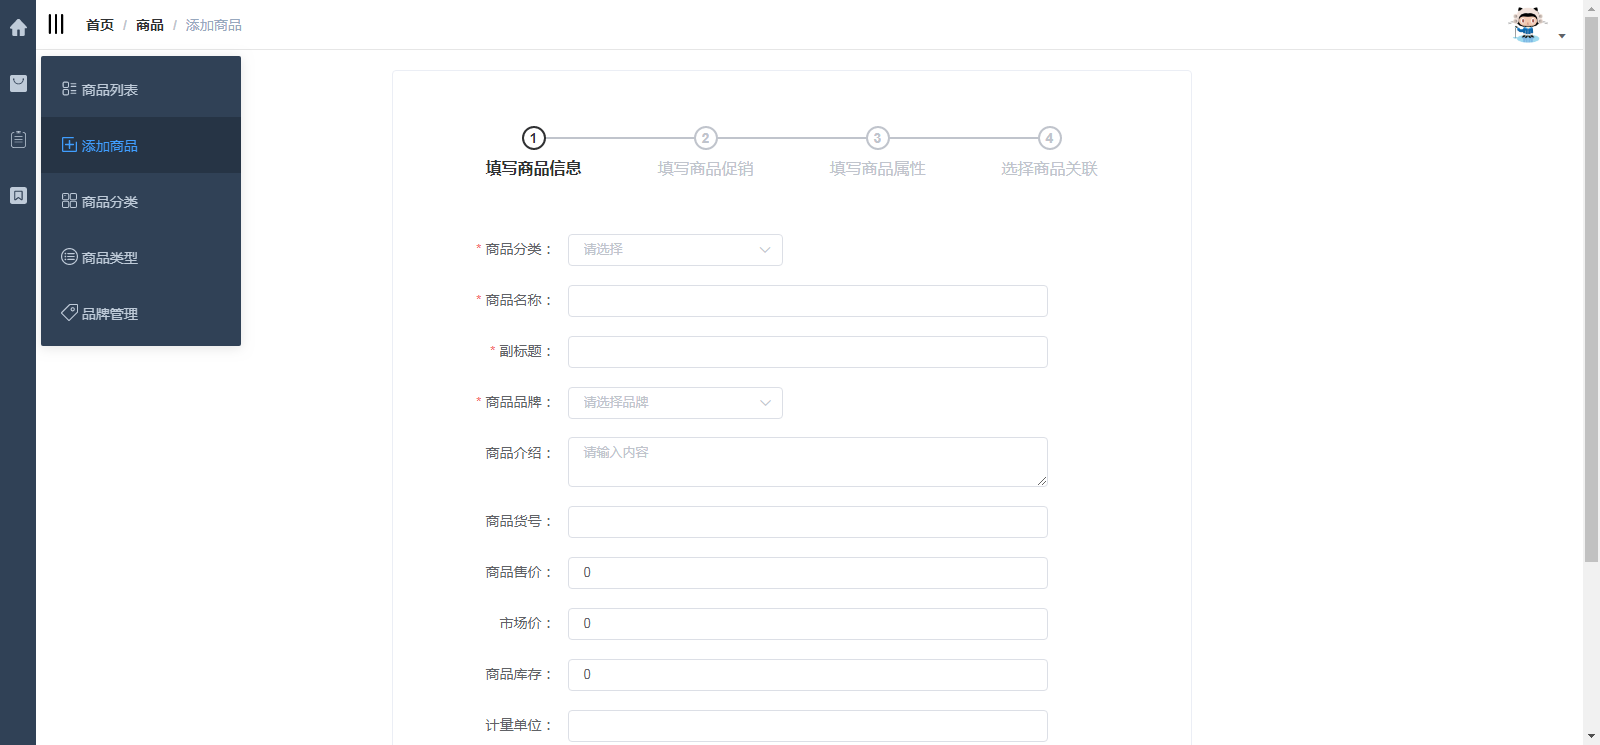 首页 / 商品 / 添加商品
商品列表
添加商品
商品分类
商品类型
品牌管理
1 2 3 4
填写商品信息 填写商品促销 填写商品属性 选择商品关联
* 商品分类： 请选择
* 商品名称：
* 副标题：
* 商品品牌： 请选择品牌
商品介绍： 请输入内容
商品货号：
商品售价： 0
市场价： 0
商品库存： 0
计量单位：